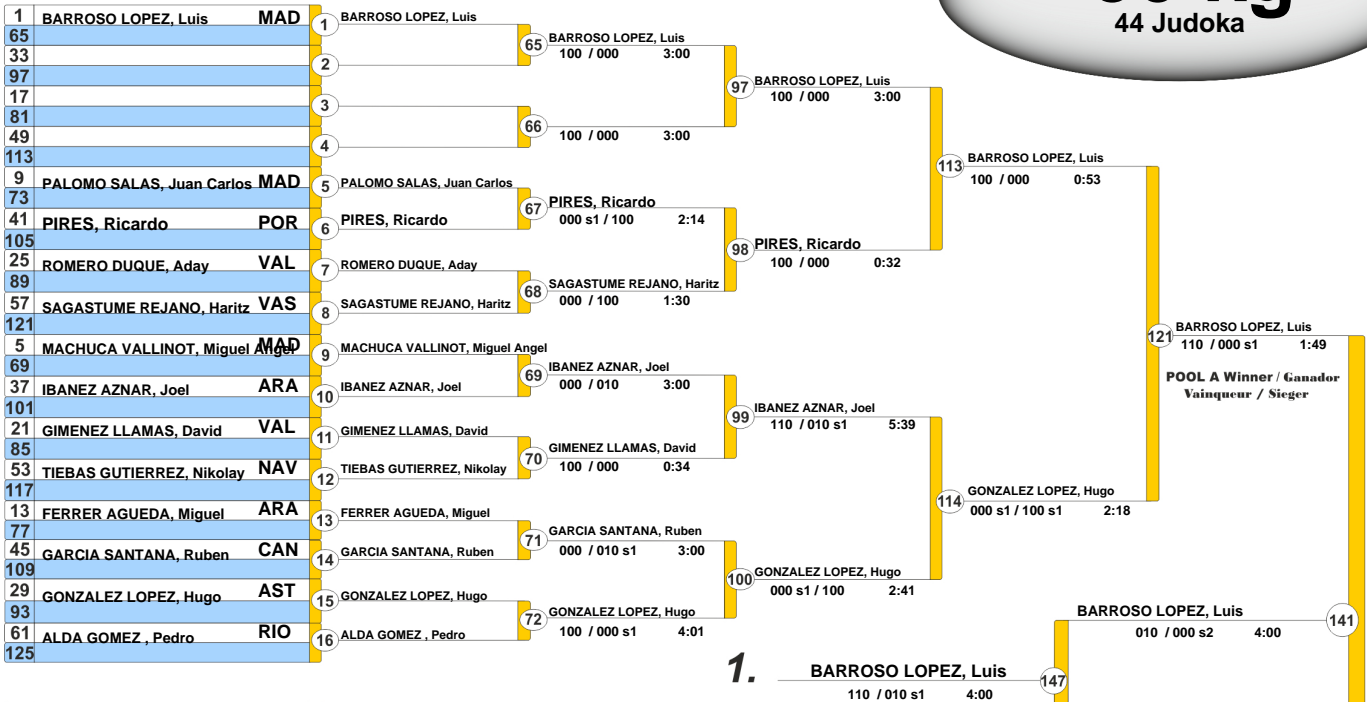 44 Judoka
1 BARROSO LOPEZ, Luis MAD
65
33
97
17
81
49
113
9 PALOMO SALAS, Juan Carlos MAD
73
41 PIRES, Ricardo POR
105
25 ROMERO DUQUE, Aday VAL
89
57 SAGASTUME REJANO, Haritz VAS
121
5 MACHUCA VALLINOT, Miguel Angel MAD
69
37 IBANEZ AZNAR, Joel ARA
101
21 GIMENEZ LLAMAS, David VAL
85
53 TIEBAS GUTIERREZ, Nikolay NAV
117
13 FERRER AGUEDA, Miguel ARA
77
45 GARCIA SANTANA, Ruben CAN
109
29 GONZALEZ LOPEZ, Hugo AST
93
61 ALDA GOMEZ , Pedro RIO
125
1 BARROSO LOPEZ, Luis
2
3
4
5 PALOMO SALAS, Juan Carlos
6 PIRES, Ricardo
7 ROMERO DUQUE, Aday
8 SAGASTUME REJANO, Haritz
9 MACHUCA VALLINOT, Miguel Angel
10 IBANEZ AZNAR, Joel
11 GIMENEZ LLAMAS, David
12 TIEBAS GUTIERREZ, Nikolay
13 FERRER AGUEDA, Miguel
14 GARCIA SANTANA, Ruben
15 GONZALEZ LOPEZ, Hugo
16 ALDA GOMEZ , Pedro
65 BARROSO LOPEZ, Luis
100 / 000 3:00
66
100 / 000 3:00
67 PIRES, Ricardo
000 s1 / 100 2:14
68 SAGASTUME REJANO, Haritz
000 / 100 1:30
69 IBANEZ AZNAR, Joel
000 / 010 3:00
70 GIMENEZ LLAMAS, David
100 / 000 0:34
71 GARCIA SANTANA, Ruben
000 / 010 s1 3:00
72 GONZALEZ LOPEZ, Hugo
100 / 000 s1 4:01
97 BARROSO LOPEZ, Luis
100 / 000 3:00
98 PIRES, Ricardo
100 / 000 0:32
99 IBANEZ AZNAR, Joel
110 / 010 s1 5:39
100 GONZALEZ LOPEZ, Hugo
000 s1 / 100 2:41
113 BARROSO LOPEZ, Luis
100 / 000 0:53
114 GONZALEZ LOPEZ, Hugo
000 s1 / 100 s1 2:18
121 BARROSO LOPEZ, Luis
110 / 000 s1 1:49
POOL A Winner / Ganador
Vainqueur / Sieger
BARROSO LOPEZ, Luis 141
010 / 000 s2 4:00
1. BARROSO LOPEZ, Luis 147
110 / 010 s1 4:00